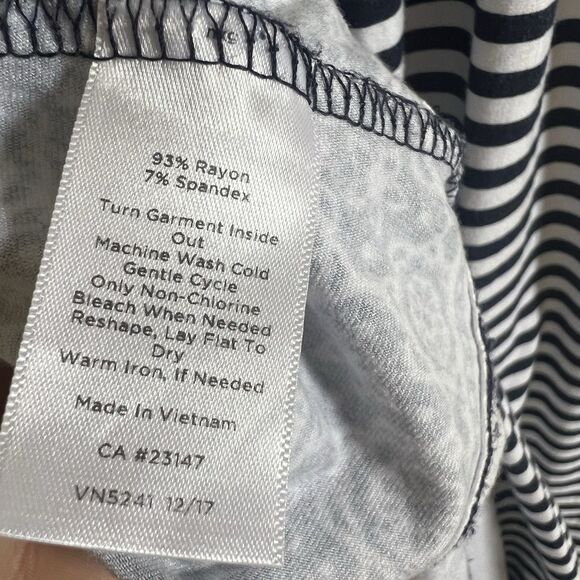 93% Rayon
7% Spandex
Turn Garment Inside
Out
Machine Wash Cold
Gentle Cycle
Only Non-Chlorine
Bleach When Needed
Reshape, Lay Flat To
Dry
Warm Iron, If Needed
Made In Vietnam
CA #23147
VN5241 12/17